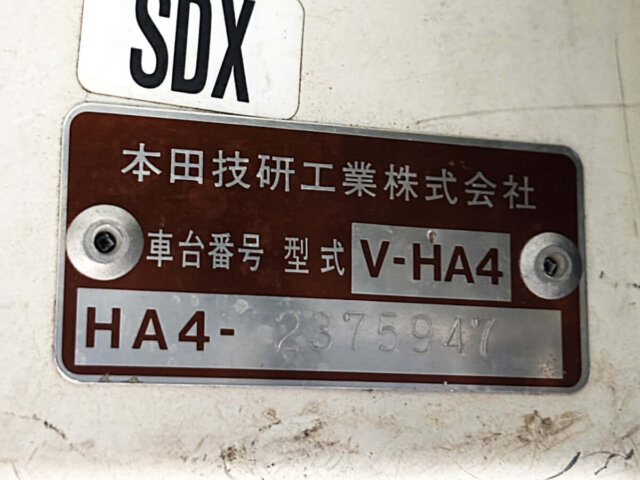 SDX
本田技研工業株式会社
車台番号 型式 V-HA4
HA4-2375947